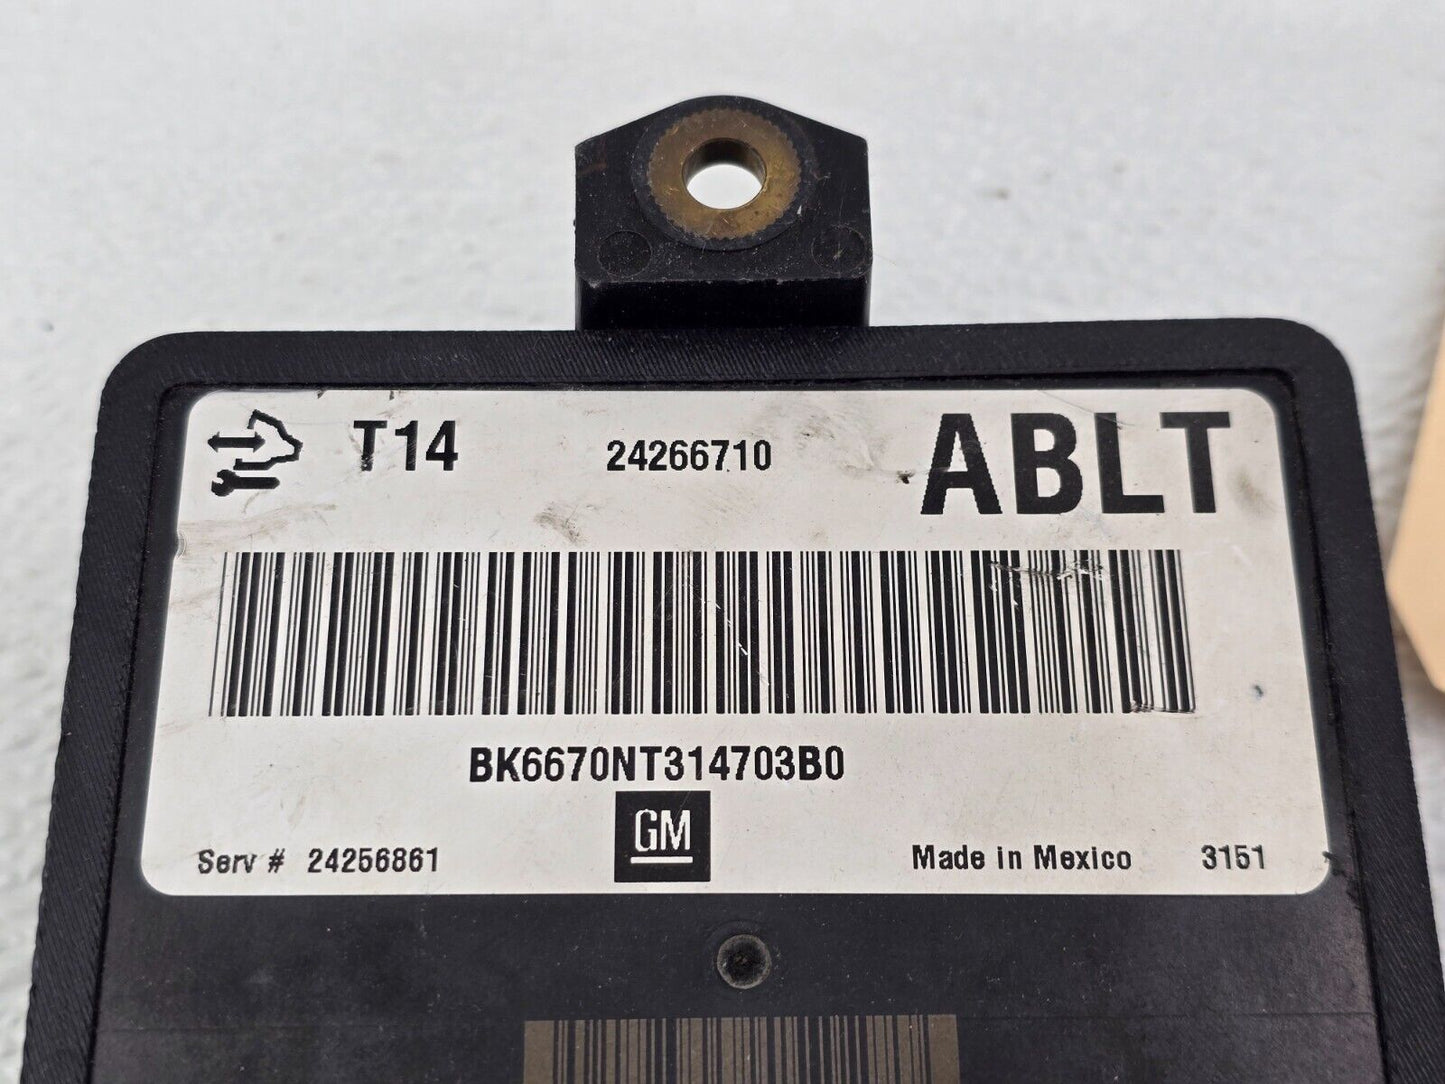 T14 24266710 ABLT
BK6670NT314703B0
GM
Serv # 24256861 Made in Mexico 3151